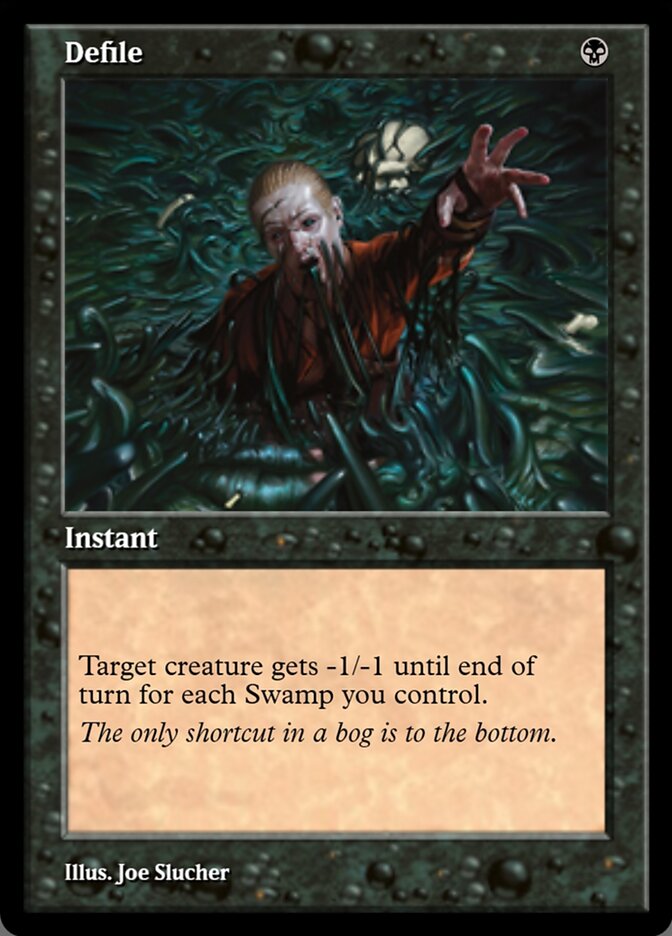 Defile
Instant
Target creature gets -1/-1 until end of
turn for each Swamp you control.
The only shortcut in a bog is to the bottom.
Illus. Joe Slucher